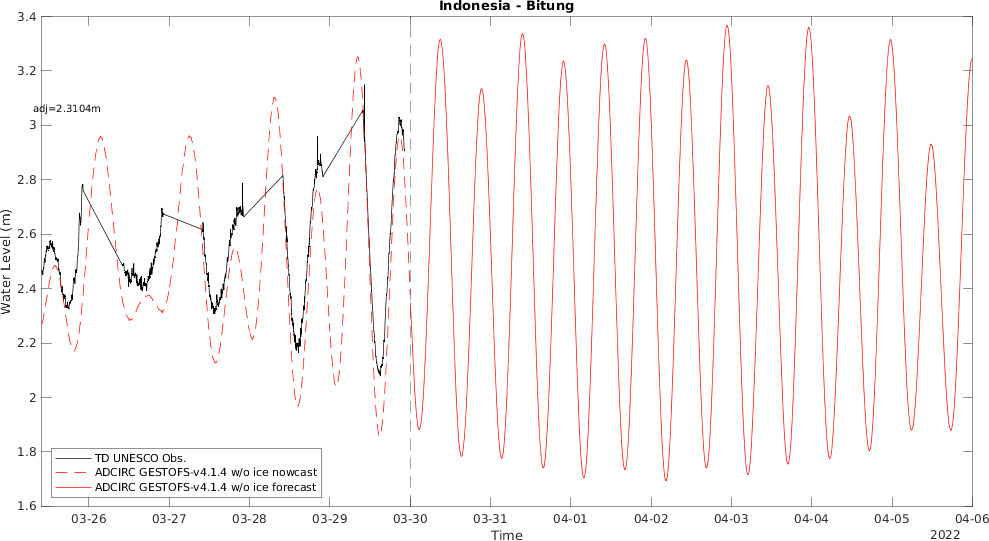 Indonesia - Bitung
3.4
3.2
adj=2.3104m
3
2.8
2.6
2.4
2.2
2
1.8
1.6
Water Level (m)
TD UNESCO Obs.
ADCIRC GESTOFS-v4.1.4 w/o ice nowcast
ADCIRC GESTOFS-v4.1.4 w/o ice forecast
03-26 03-27 03-28 03-29 03-30 03-31 04-01 04-02 04-03 04-04 04-05 04-06
Time
2022